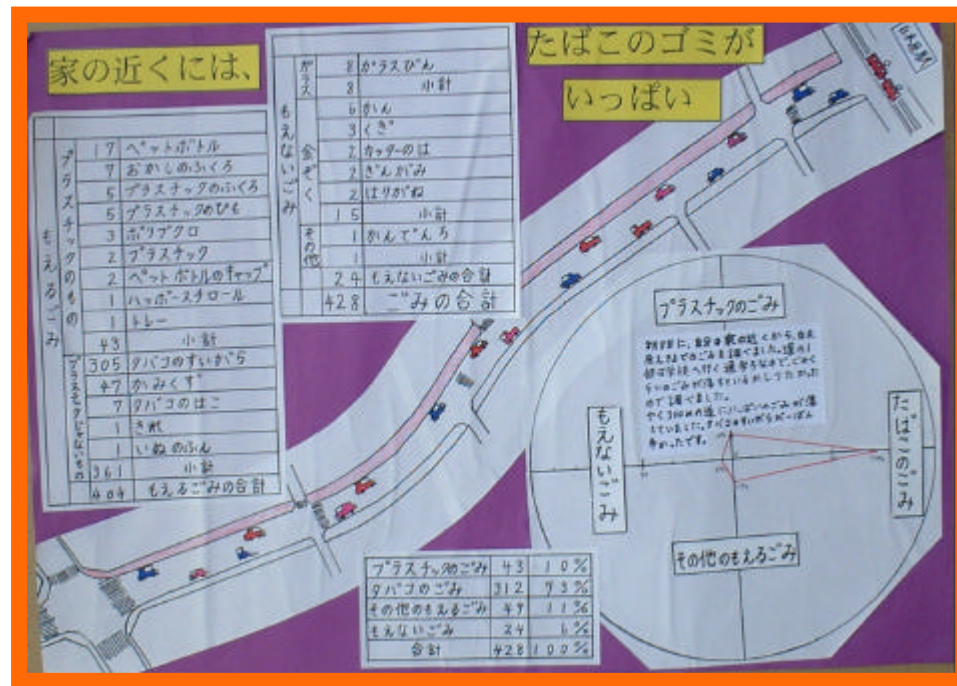 家の近くには、
たばこのゴミが
いっぱい
もえるごみ
プラスチックのもの
17 ペットボトル
7 おかしのふくろ
5 プラスチックのふくろ
5 プラスチックのひも
3 ポリブクロ
2 プラスチック
2 ペットボトルのキャップ
1 ハッポースチロール
1 トレー
43 小計
プラスチックじゃないもの
305 タバコのすいがら
47 かみくず
7 タバコのはこ
1 きれ
1 いぬのふん
361 小計
404 もえるごみの合計
もえないごみ
ガラス
8 ガラスびん
8 小計
金ぞく
6 かん
3 くぎ
2 カッターのは
2 ぎんがみ
2 はりがね
15 小計
その他
1 かんでんち
1 小計
24 もえないごみの合計
428 ごみの合計
プラスチックのごみ
もえないごみ
たばこのごみ
その他のもえるごみ
プラスチックのごみ 43 10%
タバコのごみ 312 73%
その他のもえるごみ 49 11%
もえないごみ 24 6%
合計 428 100%